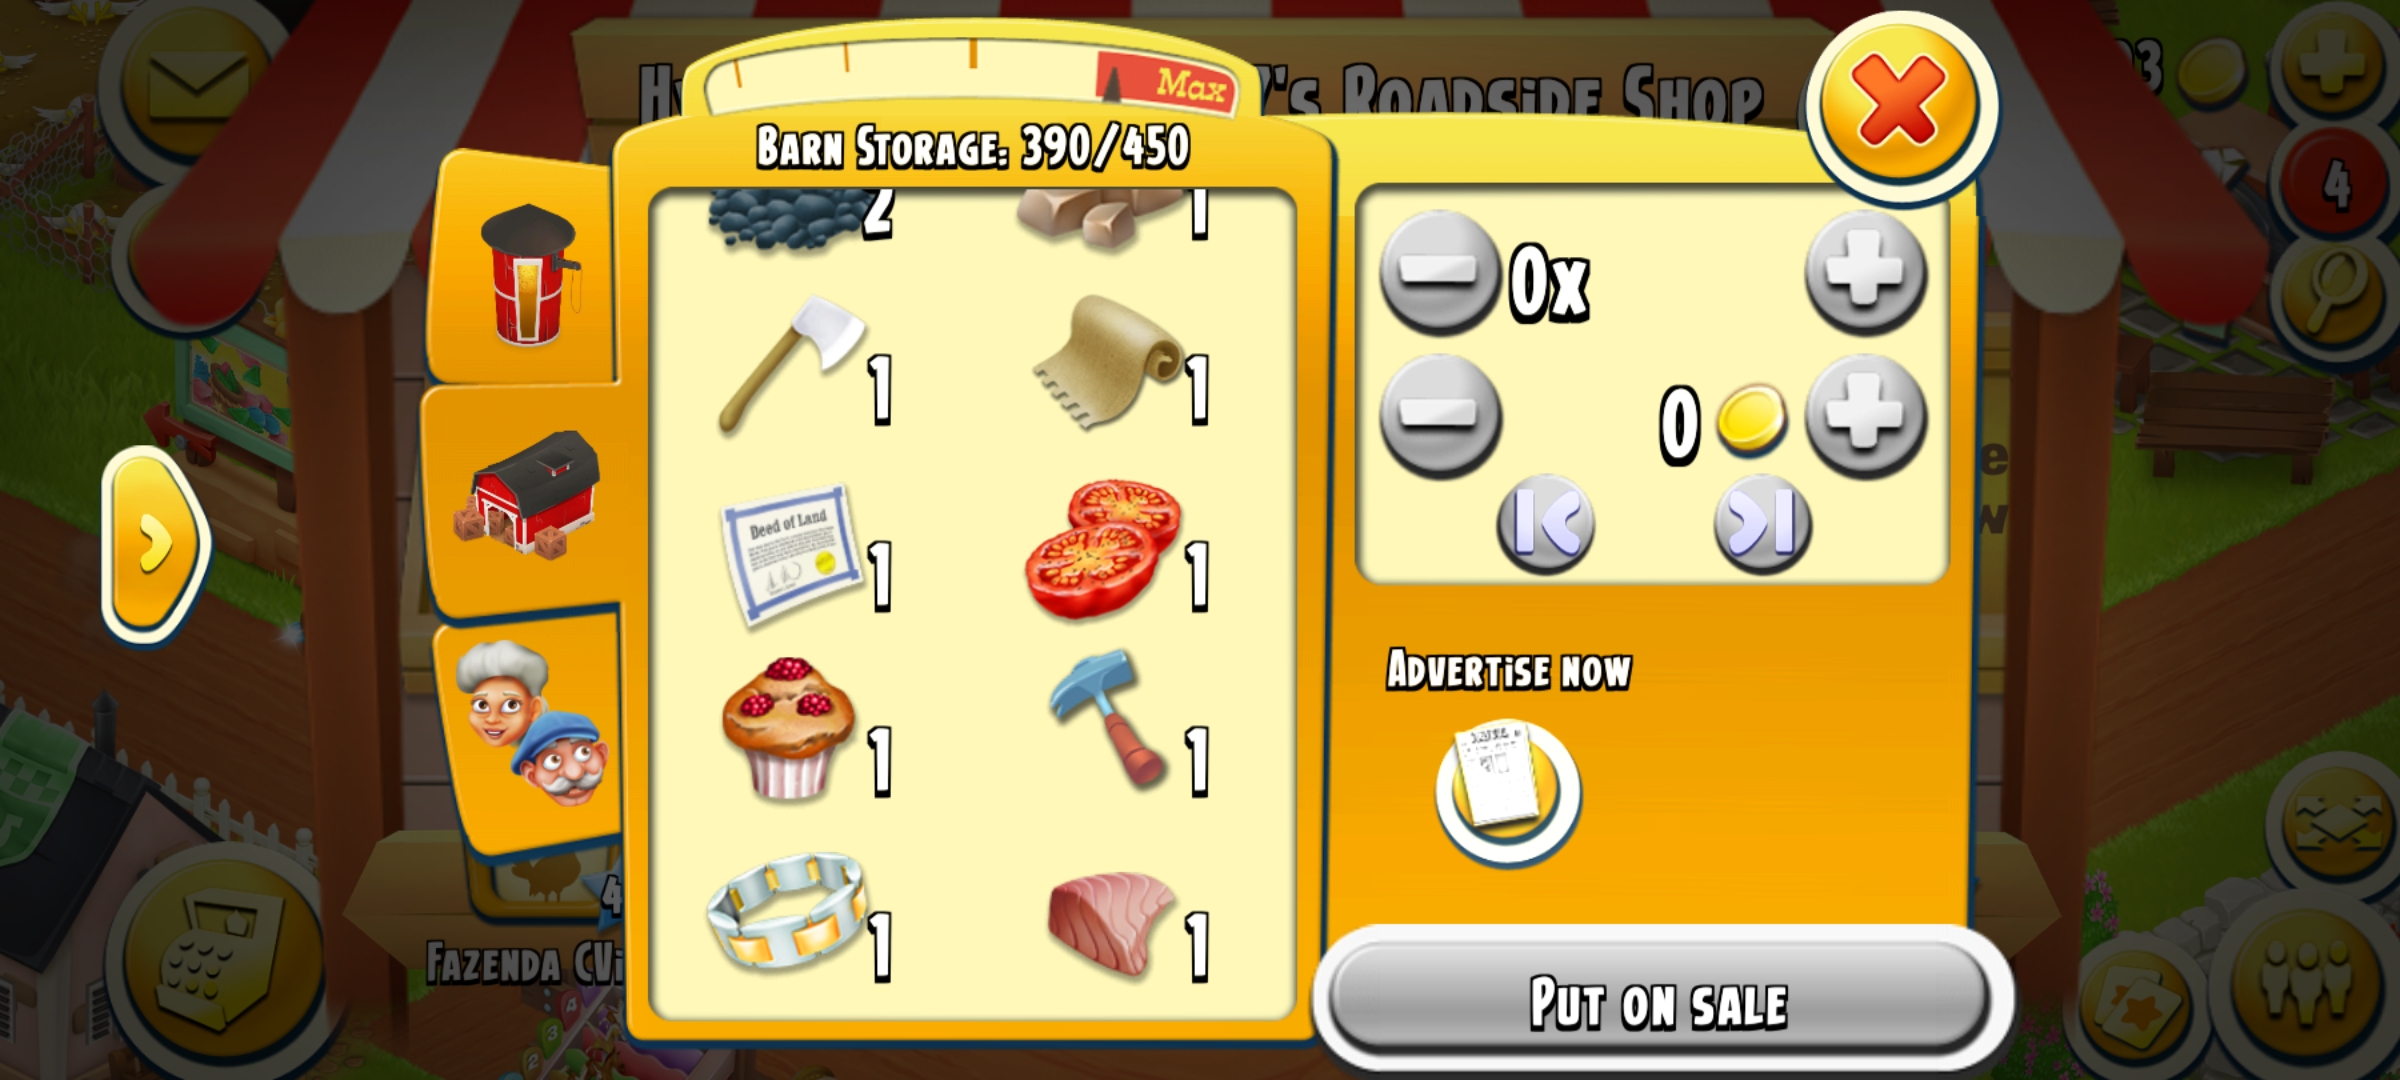 'S ROADSIDE SHOP
Max
BARN STORAGE: 390/450
2
1
4
0x
1
1
0
Deed of Land
1
1
ADVERTISE NOW
1
1
1
1
FAZENDA CVi
PUT ON SALE